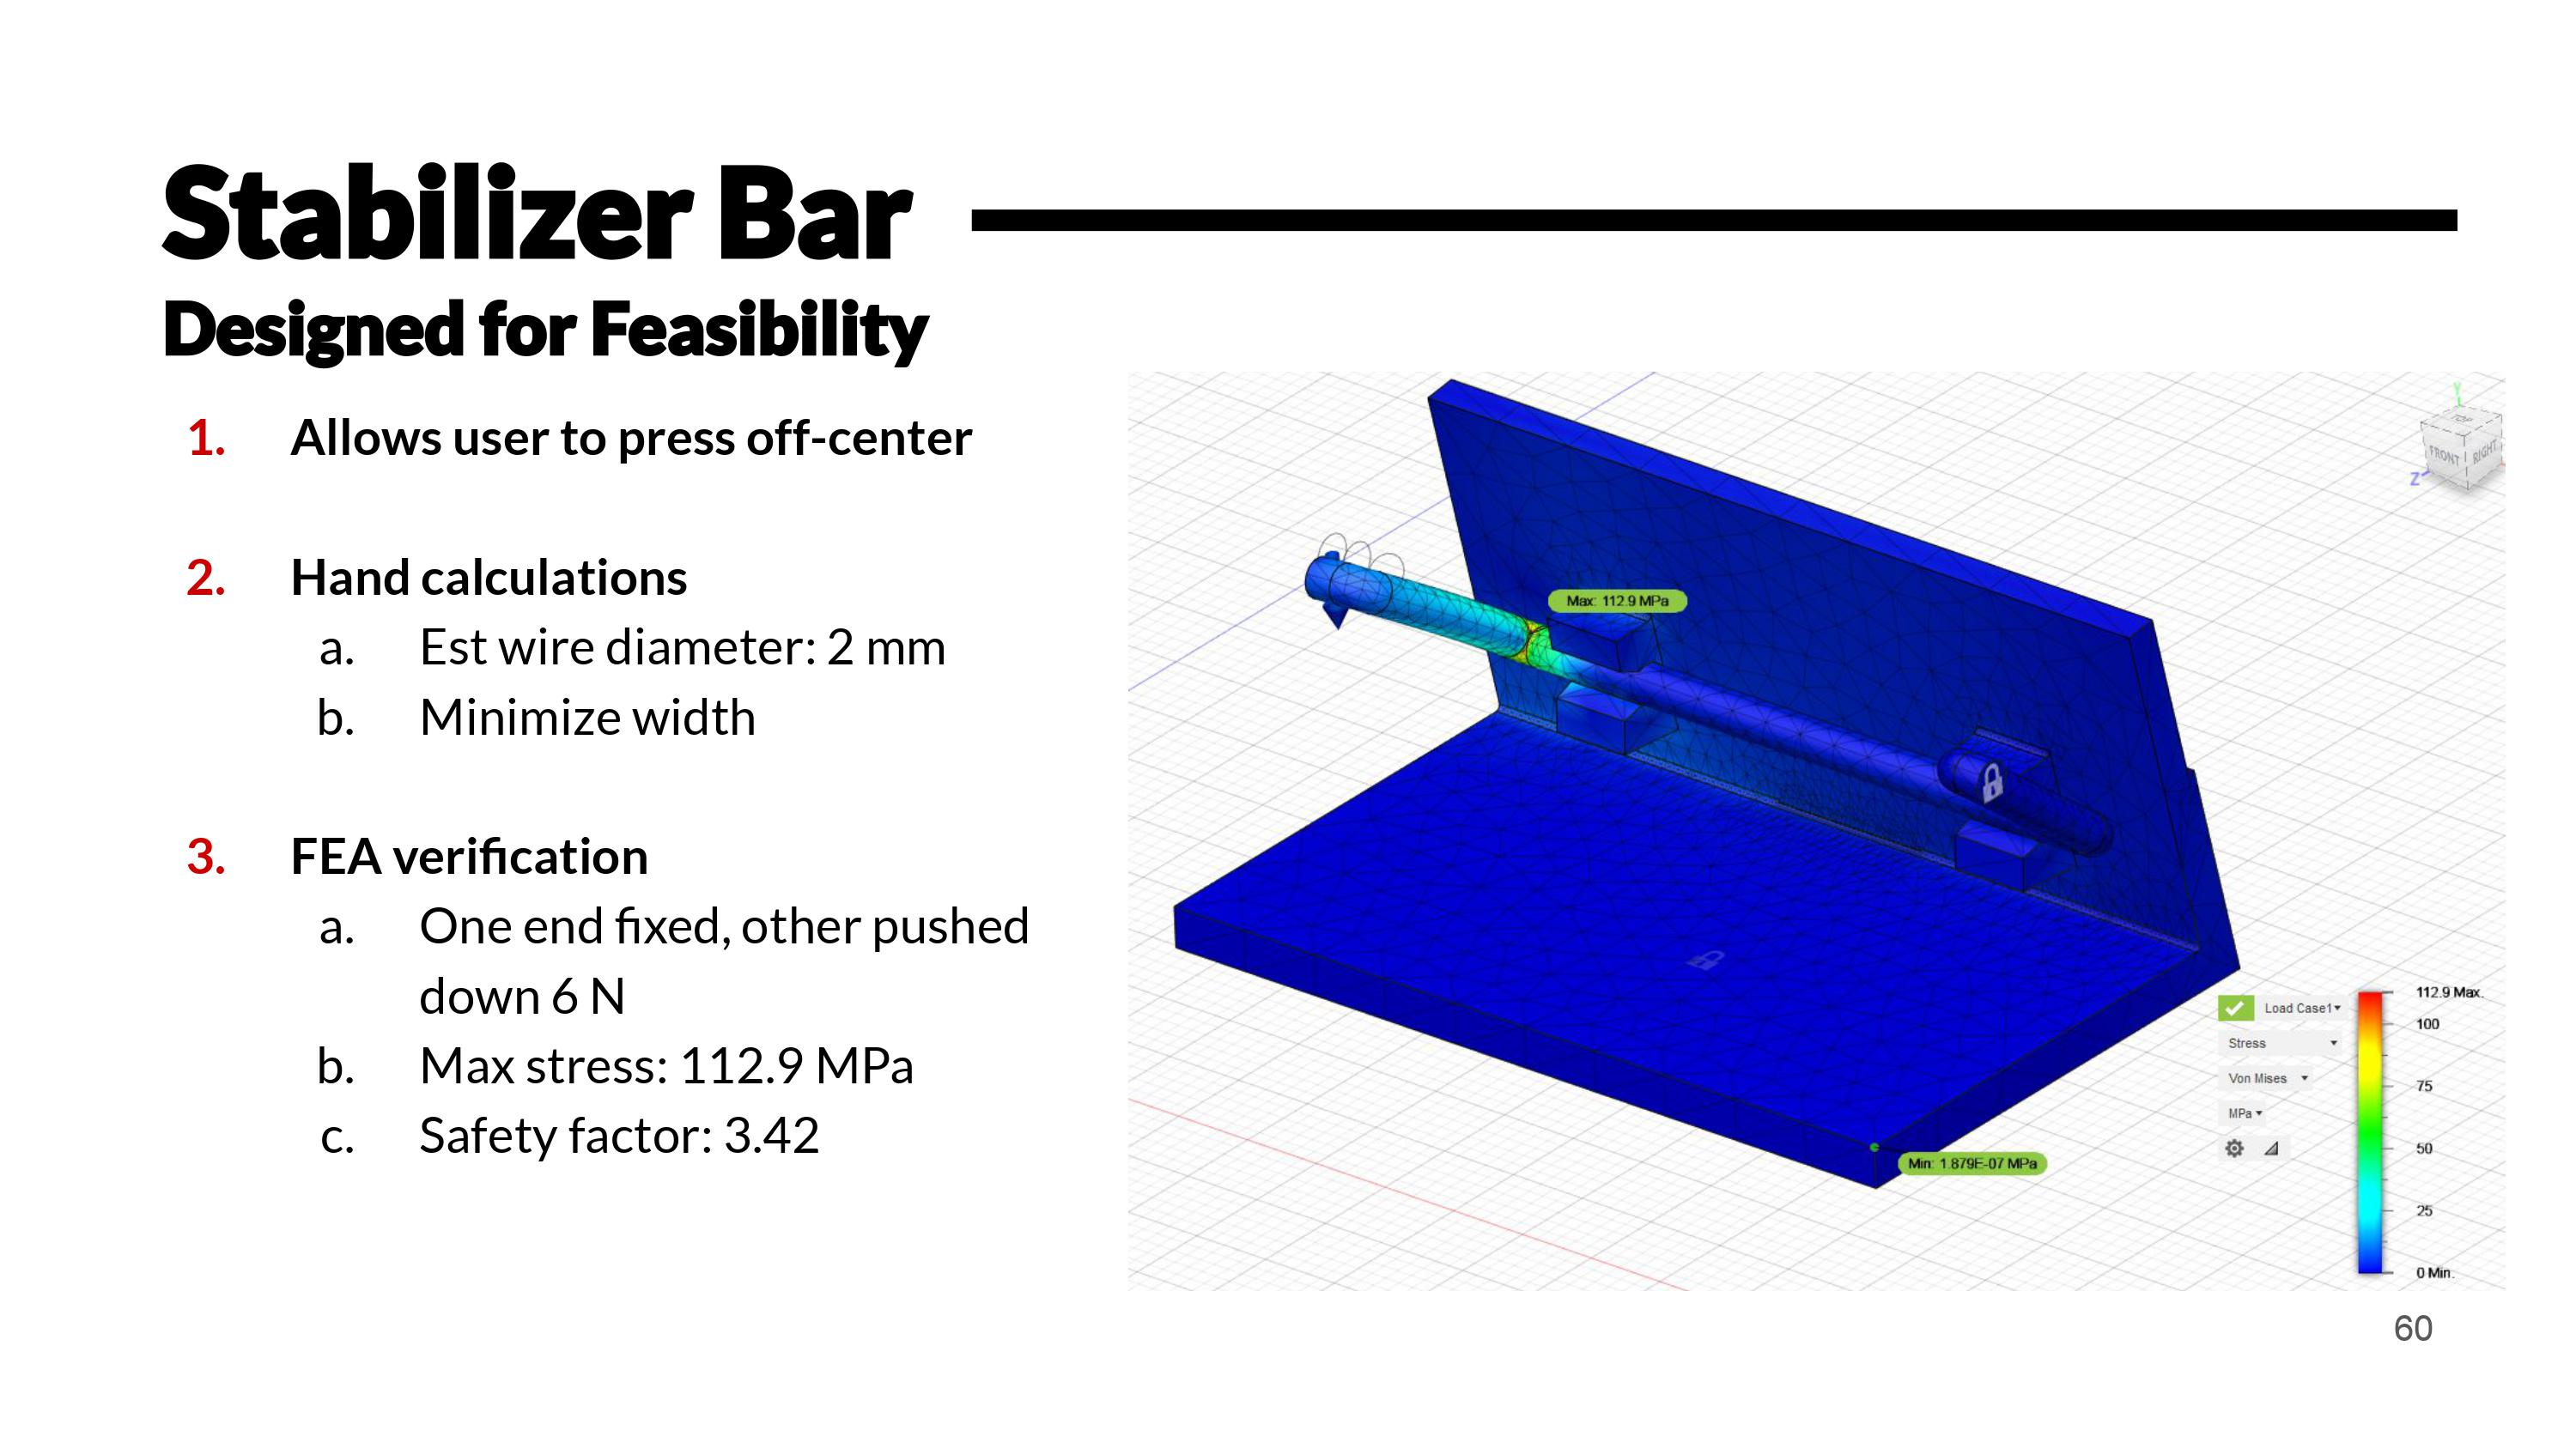 Stabilizer Bar
Designed for Feasibility
1. Allows user to press off-center
2. Hand calculations
a. Est wire diameter: 2 mm
b. Minimize width
3. FEA verification
a. One end fixed, other pushed
down 6 N
b. Max stress: 112.9 MPa
c. Safety factor: 3.42
Y
FRONT
RIGHT
Z
Max: 112.9 MPa
Min: 1.879E-07 MPa
Load Case1
Stress
Von Mises
MPa
112.9 Max.
100
75
50
25
0 Min.
60